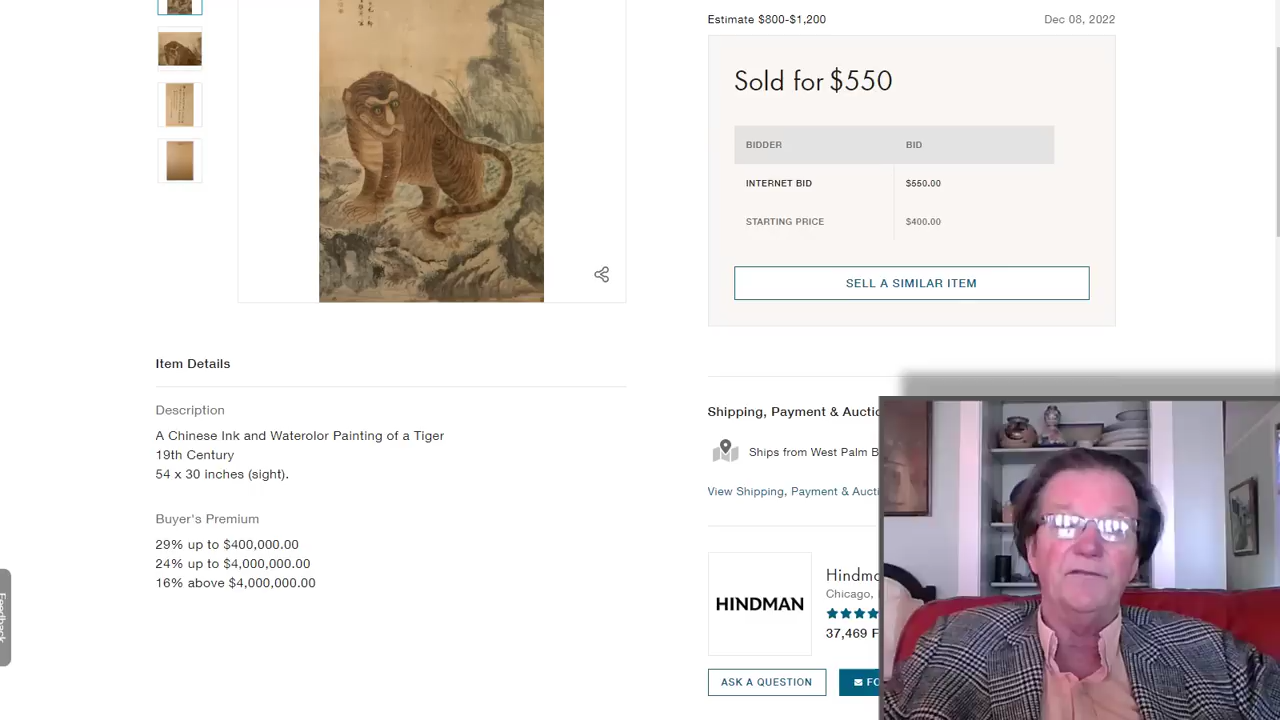 Estimate $800-$1,200
Dec 08, 2022
Sold for $550
BIDDER BID
INTERNET BID $550.00
STARTING PRICE $400.00
SELL A SIMILAR ITEM
Item Details
Description
A Chinese Ink and Waterolor Painting of a Tiger
19th Century
54 x 30 inches (sight).
Buyer's Premium
29% up to $400,000.00
24% up to $4,000,000.00
16% above $4,000,000.00
Shipping, Payment & Auctio
Ships from West Palm B
View Shipping, Payment & Aucti
HINDMAN
Hindma
Chicago,
37,469 F
ASK A QUESTION
FO
Feedback